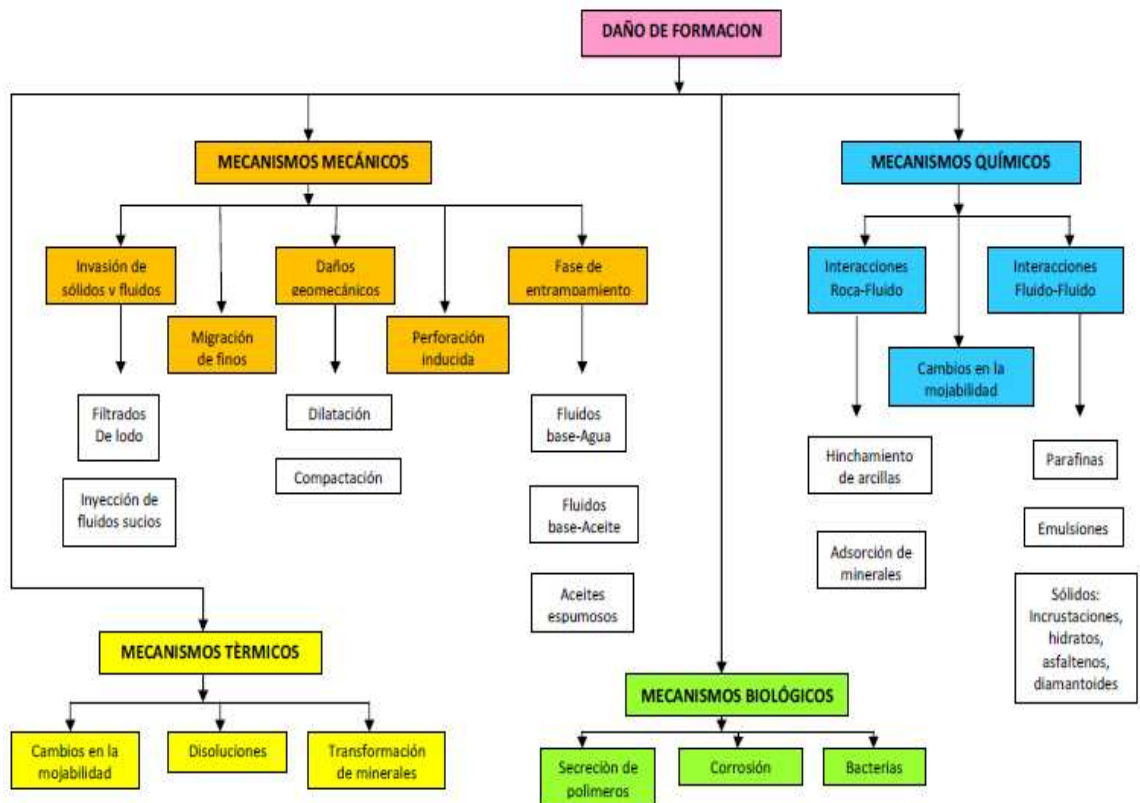 DAÑO DE FORMACION
MECANISMOS MECÁNICOS
MECANISMOS QUÍMICOS
Invasión de
sólidos y fluidos
Daños
geomecánicos
Fase de
entrampamiento
Interacciones
Roca-Fluido
Interacciones
Fluido-Fluido
Migración
de finos
Perforación
inducida
Cambios en la
mojabilidad
Filtrados
De lodo
Dilatación
Fluidos
base-Agua
Hinchamiento
de arcillas
Parafinas
Inyección de
fluidos sucios
Compactación
Fluidos
base-Aceite
Emulsiones
Adsorción de
minerales
Aceites
espumosos
Sólidos:
Incrustaciones,
hidratos,
asfaltenos,
diamantoides
MECANISMOS TÈRMICOS
MECANISMOS BIOLÓGICOS
Cambios en la
mojabilidad
Disoluciones
Transformación
de minerales
Secreciòn de
polìmeros
Corrosión
Bacterias